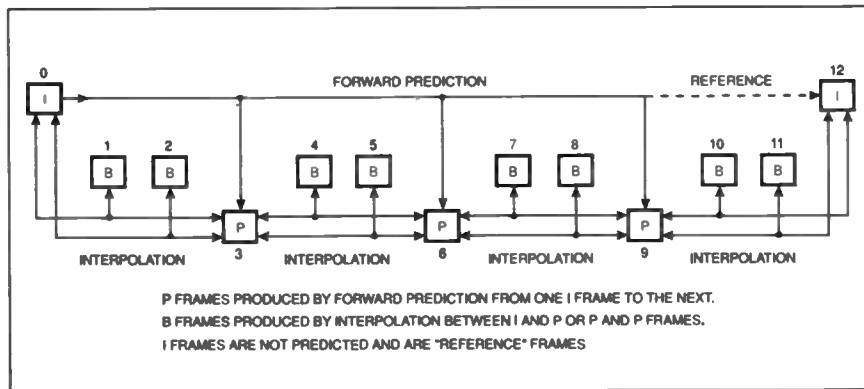 0 12
FORWARD PREDICTION REFERENCE
I I
1 2 4 5 7 8 10 11
B B B B B B B B
P P P
INTERPOLATION 3 INTERPOLATION 6 INTERPOLATION 9 INTERPOLATION
P FRAMES PRODUCED BY FORWARD PREDICTION FROM ONE I FRAME TO THE NEXT.
B FRAMES PRODUCED BY INTERPOLATION BETWEEN I AND P OR P AND P FRAMES.
I FRAMES ARE NOT PREDICTED AND ARE "REFERENCE" FRAMES